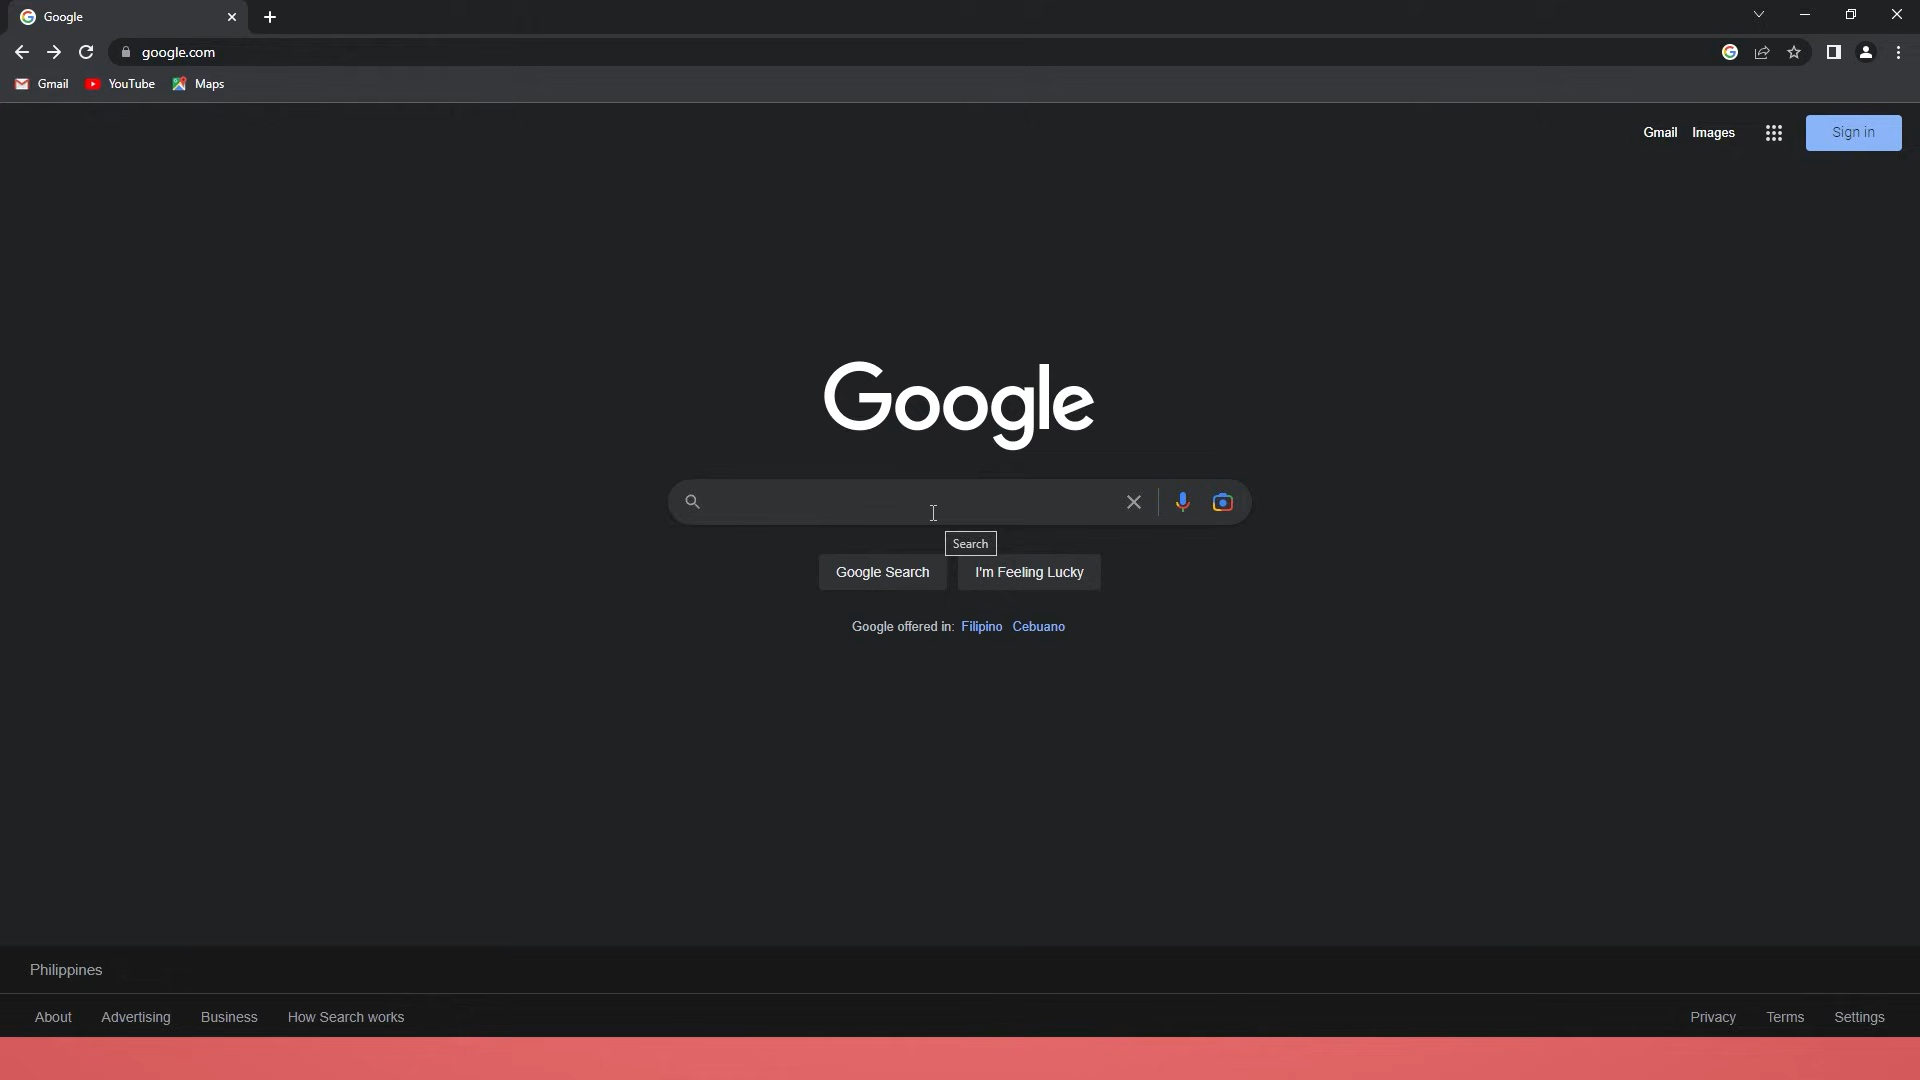 Google
google.com
Gmail YouTube Maps
Gmail Images Sign in
Google
Search
Google Search I'm Feeling Lucky
Google offered in: Filipino Cebuano
Philippines
About Advertising Business How Search works Privacy Terms Settings